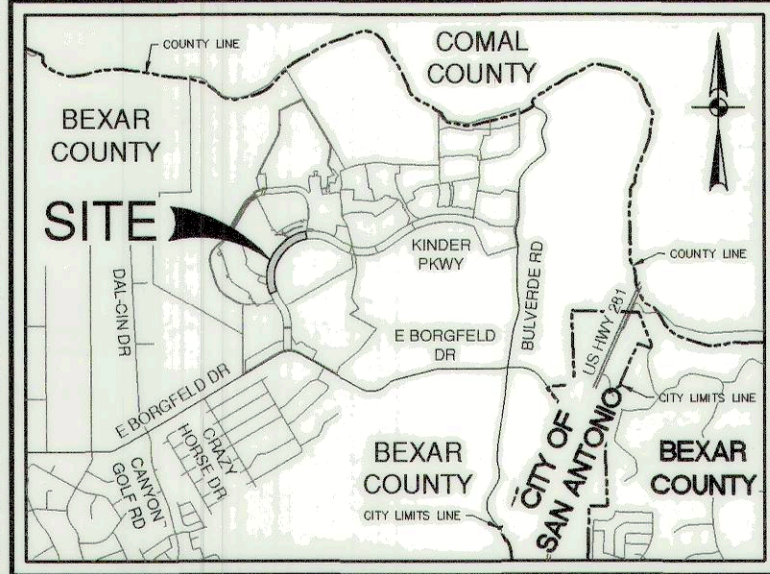 COUNTY LINE
COMAL
COUNTY
BEXAR
COUNTY
SITE
KINDER
PKWY
BULVERDE RD
COUNTY LINE
US HWY 281
DAL-CIN DR
E BORGFELD
DR
E BORGFELD DR
CITY LIMITS LINE
CRAZY
HORSE DR
CANYON
GOLF RD
BEXAR
COUNTY
CITY LIMITS LINE
CITY OF
SAN ANTONIO
BEXAR
COUNTY